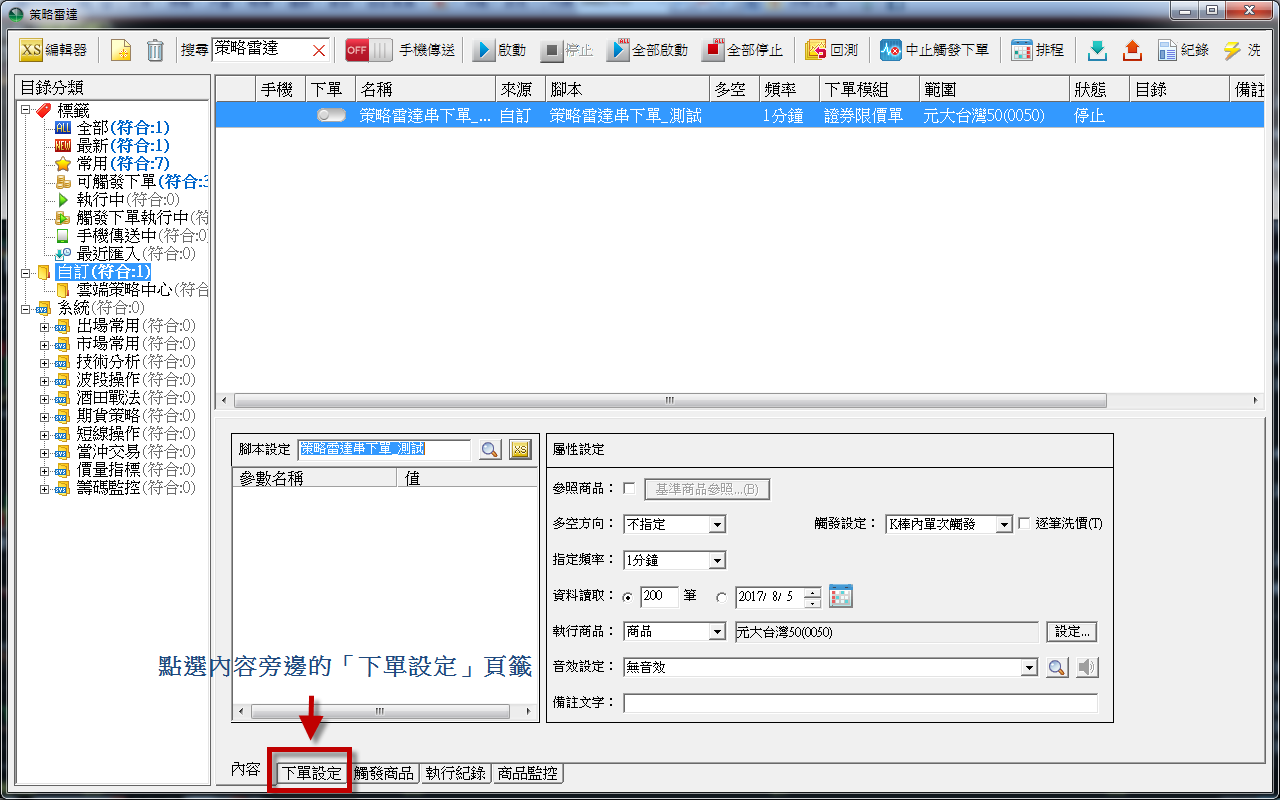 策略雷達
XS 編輯器 搜尋 策略雷達 OFF 手機傳送 啟動 停止 全部啟動 全部停止 回測 中止觸發下單 排程 紀錄 洗
目錄分類
標籤
ALL 全部(符合:1)
NEW 最新(符合:1)
常用(符合:7)
可觸發下單(符合:3
執行中(符合:0)
觸發下單執行中(符
手機傳送中(符合:0)
最近匯入(符合:0)
自訂(符合:1)
雲端策略中心(符合
系統(符合:0)
出場常用(符合:0)
市場常用(符合:0)
技術分析(符合:0)
波段操作(符合:0)
酒田戰法(符合:0)
期貨策略(符合:0)
短線操作(符合:0)
當沖交易(符合:0)
價量指標(符合:0)
籌碼監控(符合:0)
手機 下單 名稱 來源 腳本 多空 頻率 下單模組 範圍 狀態 目錄 備註
策略雷達串下單_... 自訂 策略雷達串下單_測試 1分鐘 證券限價單 元大台灣50(0050) 停止
腳本設定 策略雷達串下單_測試 XS
參數名稱 值
屬性設定
參照商品： 基準商品參照...(B)
多空方向： 不指定 觸發設定： K棒內單次觸發 逐筆洗價(T)
指定頻率： 1分鐘
資料讀取： 200 筆 2017/ 8/ 5
執行商品： 商品 元大台灣50(0050) 設定...
音效設定： 無音效
備註文字：
點選內容旁邊的「下單設定」頁籤
內容 下單設定 觸發商品 執行紀錄 商品監控